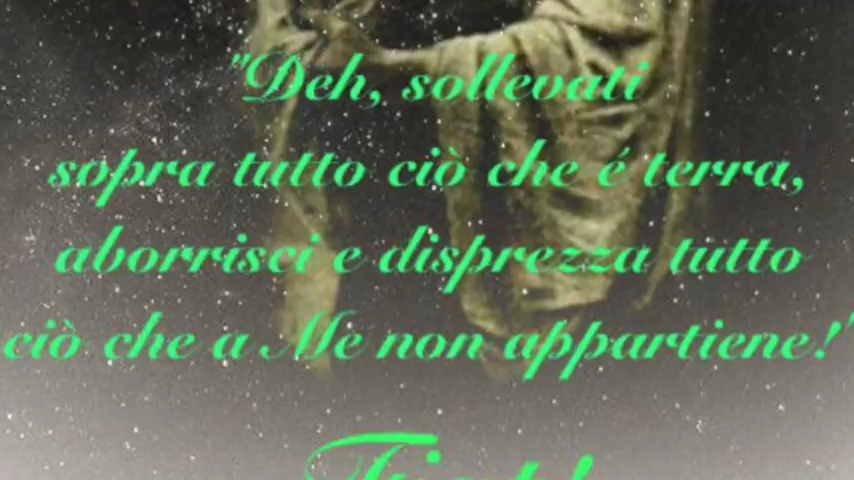 "Deh, sollevati
sopra tutto ciò che é terra,
aborrisci e disprezza tutto
ciò che a Me non appartiene!"